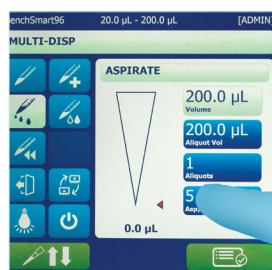 enchSmart96 20.0 µL - 200.0 µL [ADMIN]
MULTI-DISP
ASPIRATE
200.0 µL
Volume
200.0 µL
Aliquot Vol
1
Aliquots
5
Asp
0.0 µL